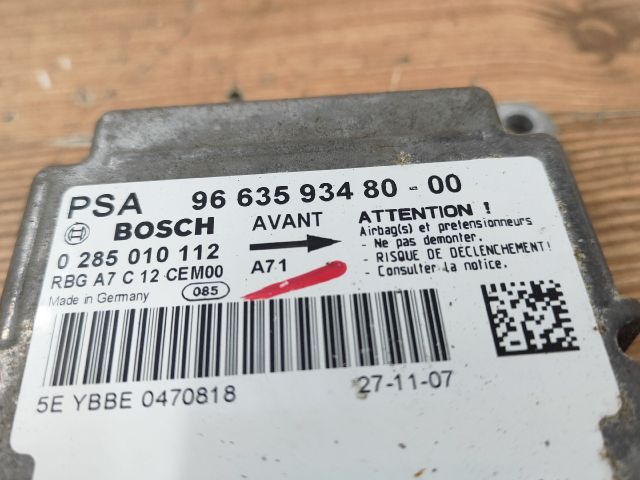 PSA 96 635 934 80 - 00
BOSCH AVANT ATTENTION !
Airbag(s) et pretensionneurs
0 285 010 112 - Ne pas demonter.
- RISQUE DE DECLENCHEMENT!
RBG A7 C 12 CEM00 A71 - Consulter la notice.
Made in Germany 085
5E YBBE 0470818 27-11-07